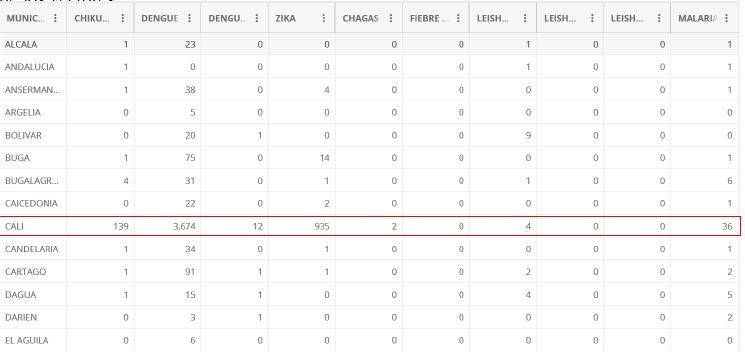 MUNIC... CHIKU... DENGUE DENGU... ZIKA CHAGAS FIEBRE ... LEISH... LEISH... LEISH... MALARIA
ALCALA 1 23 0 0 0 0 1 0 0 1
ANDALUCIA 1 0 0 0 0 0 1 0 0 1
ANSERMAN... 1 38 0 4 0 0 0 0 0 1
ARGELIA 0 5 0 0 0 0 0 0 0 0
BOLIVAR 0 20 1 0 0 0 9 0 0 0
BUGA 1 75 0 14 0 0 0 0 0 1
BUGALAGR... 4 31 0 1 0 0 1 0 0 6
CAICEDONIA 0 22 0 2 0 0 0 0 0 1
CALI 139 3,674 12 935 2 0 4 0 0 36
CANDELARIA 1 34 0 1 0 0 0 0 0 1
CARTAGO 1 91 1 1 0 0 2 0 0 2
DAGUA 1 15 1 0 0 0 4 0 0 5
DARIEN 0 3 1 0 0 0 0 0 0 2
EL AGUILA 0 6 0 0 0 0 0 0 0 0